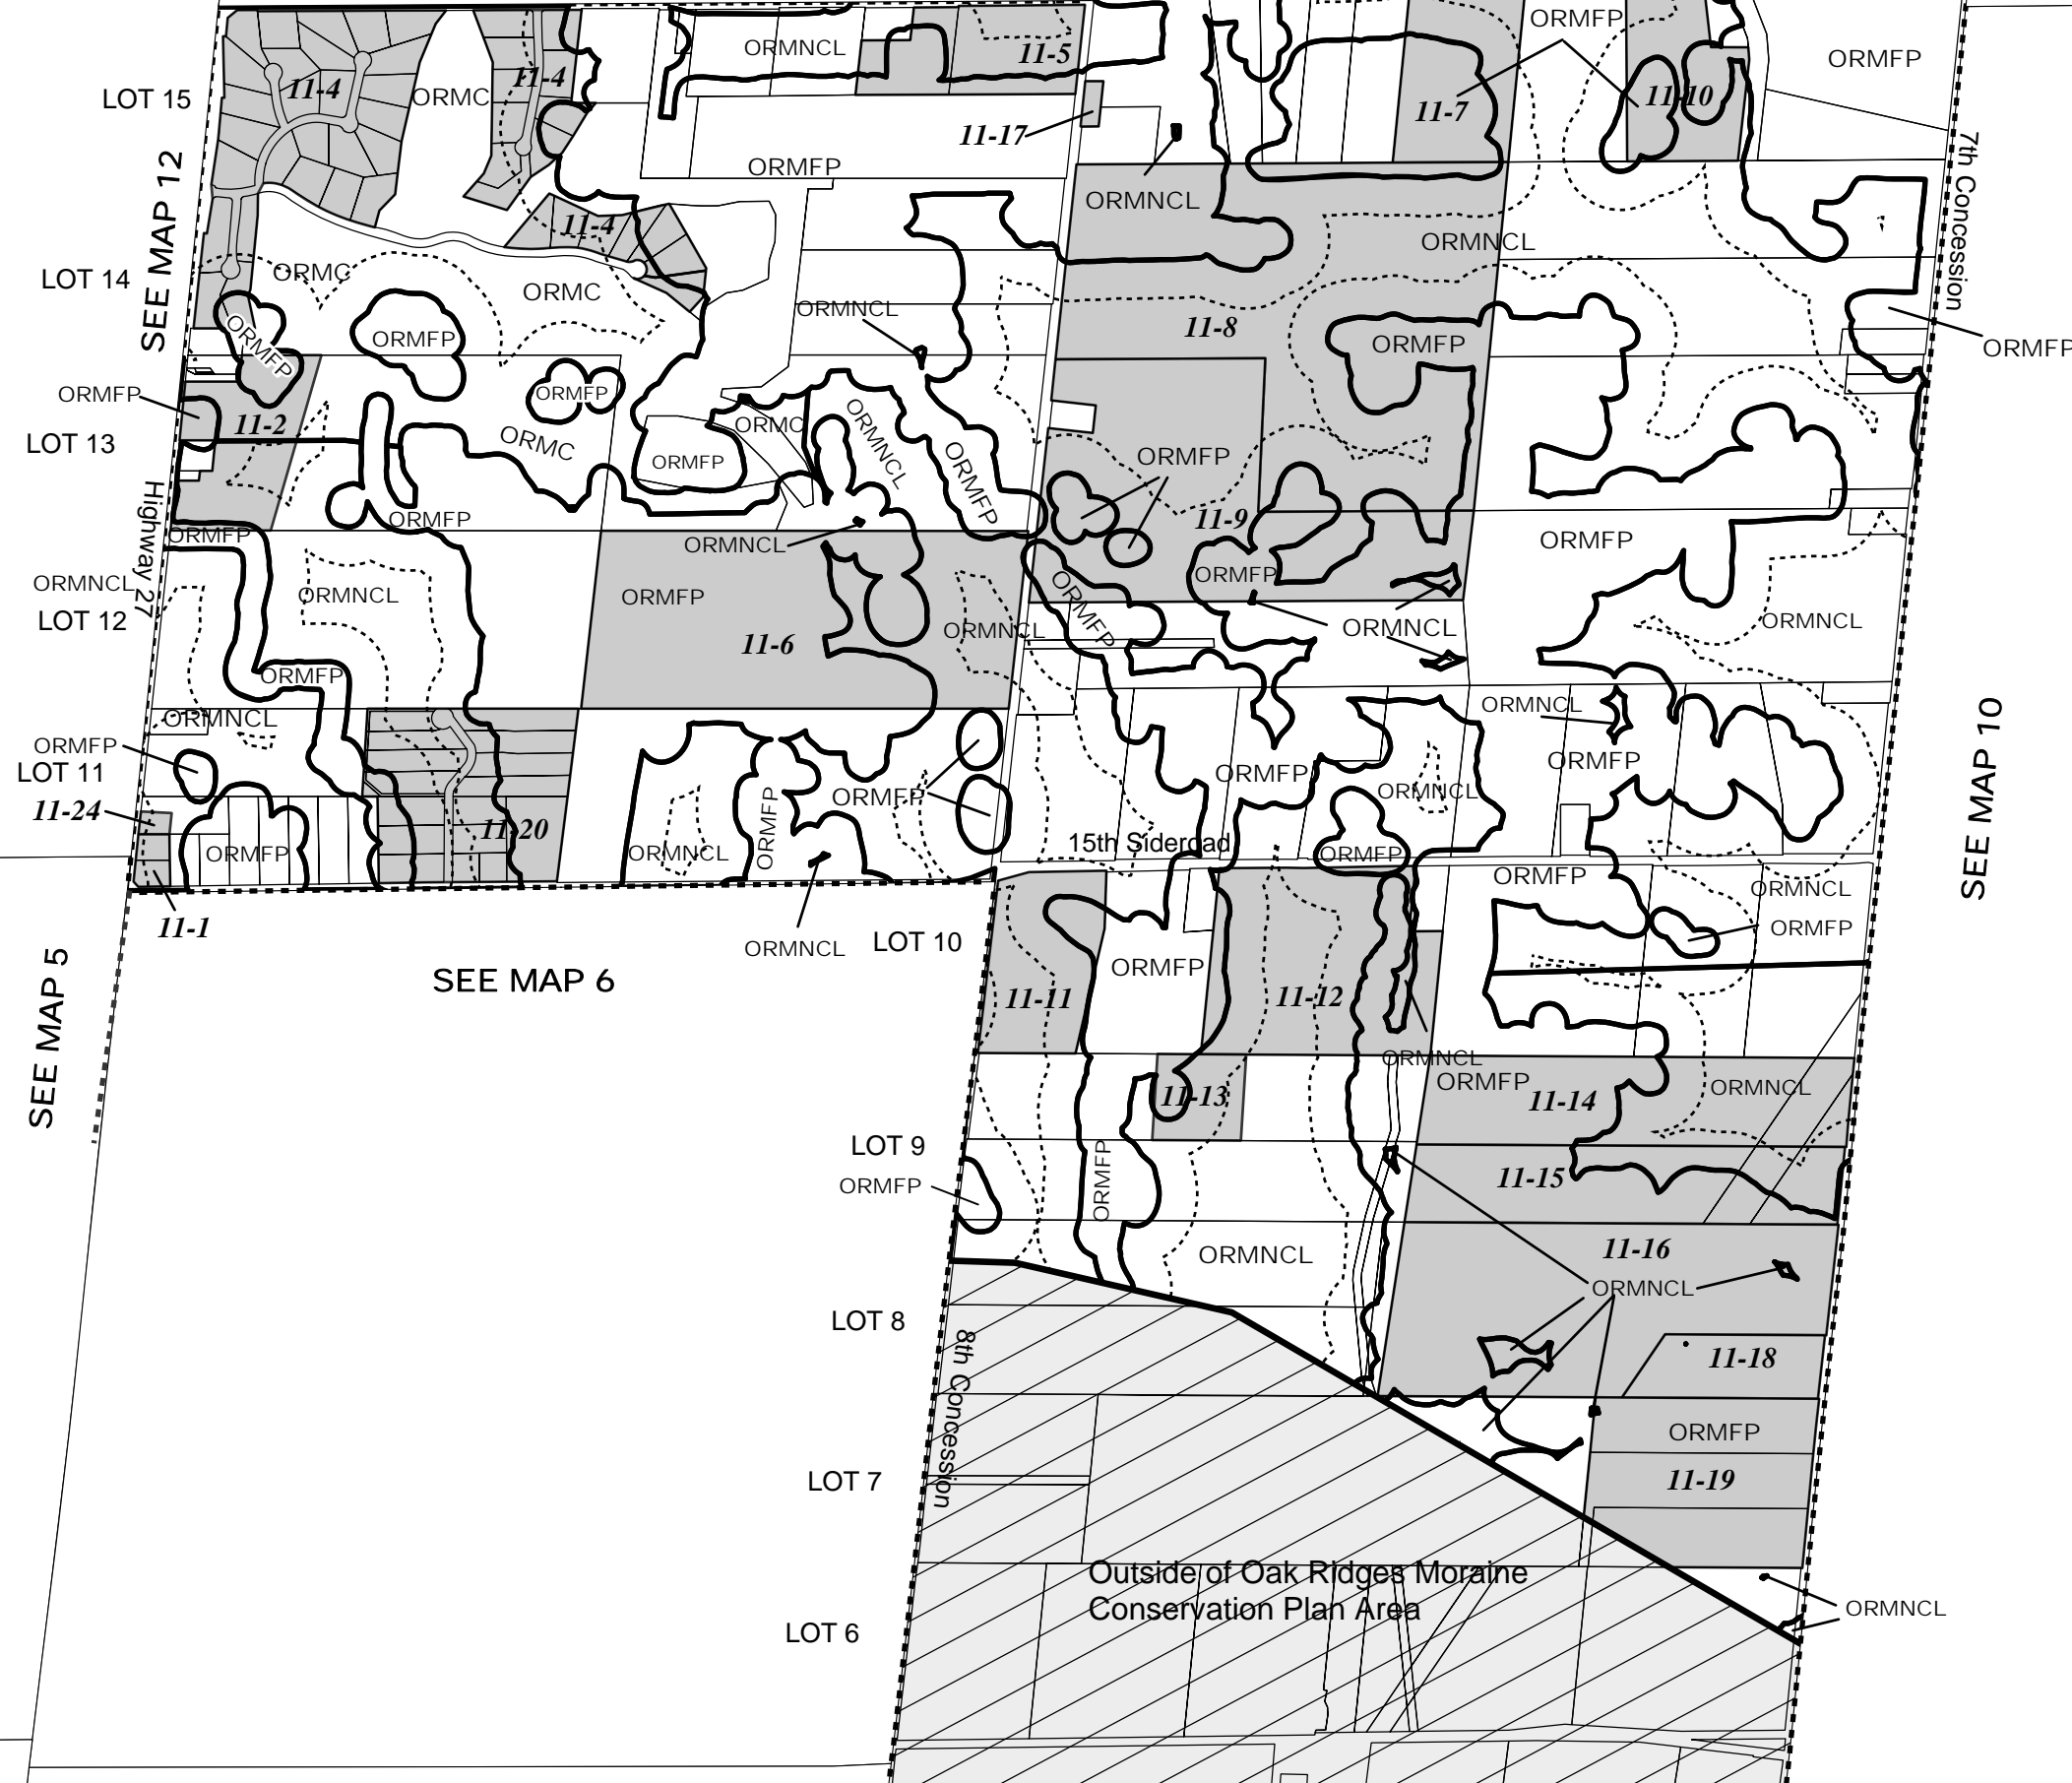 ORMFP
ORMNCL
11-5
ORMFP
11-4
11-4
ORMC
LOT 15
11-7
11-10
11-17
7th Concession
SEE MAP 12
ORMFP
ORMNCL
11-4
ORMNCL
LOT 14
ORMC
ORMC
ORMNCL
11-8
ORMFP
ORMFP
ORMFP
ORMFP
ORMFP
ORMFP
11-2
ORMC
ORMC
ORMNCL
LOT 13
ORMFP
ORMFP
ORMFP
Highway 27
ORMFP
11-9
ORMFP
ORMNCL
ORMFP
ORMFP
ORMNCL
ORMNCL
ORMFP
ORMFP
ORMFP
LOT 12
11-6
ORMNCL
ORMNCL
ORMNCL
ORMFP
ORMNCL
ORMNCL
SEE MAP 10
ORMFP
LOT 11
ORMFP
ORMFP
ORMNCL
ORMFP
ORMFP
11-24
11-20
15th Sideroad
ORMFP
ORMNCL
ORMFP
ORMFP
ORMNCL
11-1
ORMFP
ORMNCL
LOT 10
SEE MAP 5
SEE MAP 6
ORMFP
11-11
11-12
ORMNCL
ORMFP
ORMNCL
11-13
11-14
LOT 9
ORMFP
ORMFP
11-15
ORMNCL
11-16
ORMNCL
LOT 8
8th Concession
11-18
ORMFP
LOT 7
11-19
Outside of Oak Ridges Moraine
Conservation Plan Area
ORMNCL
LOT 6